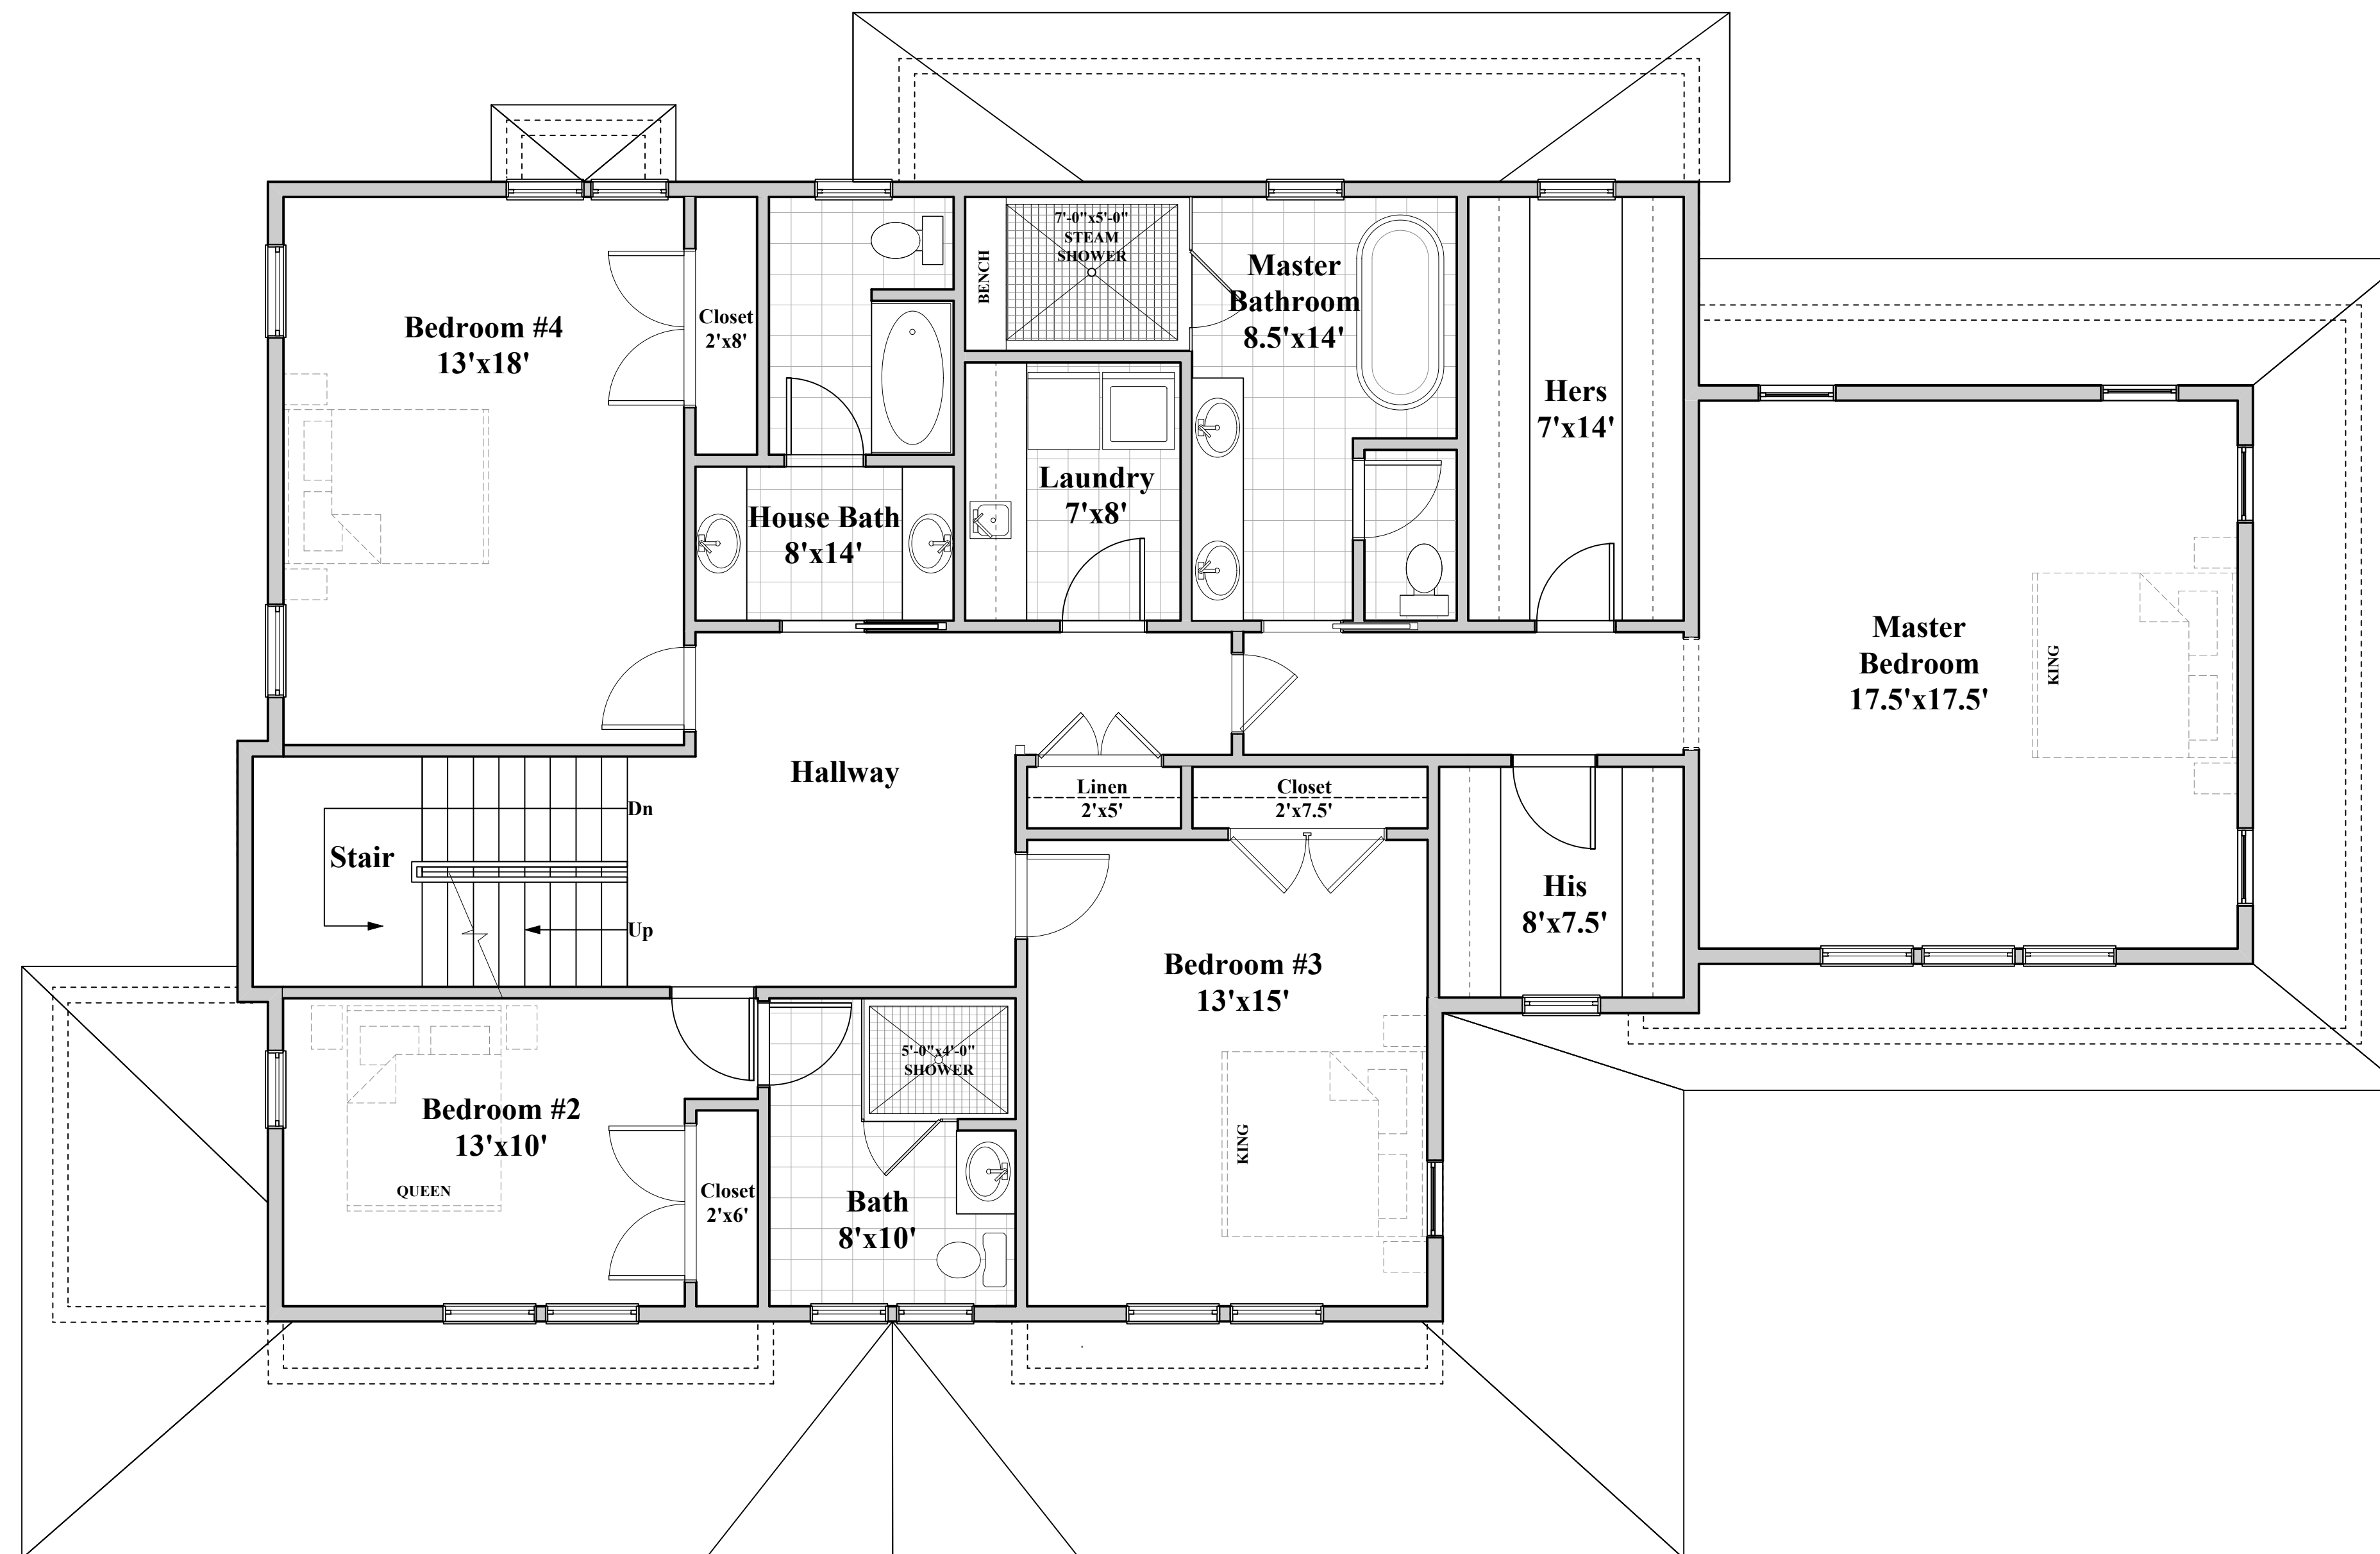 7'-0"x5'-0"
STEAM
SHOWER
BENCH
Master
Bathroom
8.5'x14'
Bedroom #4
13'x18'
Closet
2'x8'
Hers
7'x14'
Laundry
7'x8'
House Bath
8'x14'
Master
Bedroom
17.5'x17.5'
KING
Hallway
Linen
2'x5'
Closet
2'x7.5'
Dn
Stair
Up
His
8'x7.5'
Bedroom #3
13'x15'
KING
5'-0"x4'-0"
SHOWER
Bedroom #2
13'x10'
QUEEN
Closet
2'x6'
Bath
8'x10'